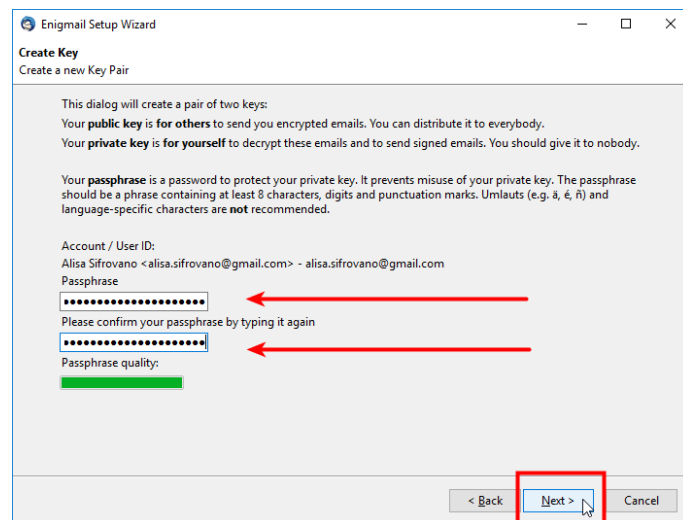 Enigmail Setup Wizard
Create Key
Create a new Key Pair
This dialog will create a pair of two keys:
Your public key is for others to send you encrypted emails. You can distribute it to everybody.
Your private key is for yourself to decrypt these emails and to send signed emails. You should give it to nobody.
Your passphrase is a password to protect your private key. It prevents misuse of your private key. The passphrase
should be a phrase containing at least 8 characters, digits and punctuation marks. Umlauts (e.g. ä, é, ñ) and
language-specific characters are not recommended.
Account / User ID:
Alisa Sifrovano <alisa.sifrovano@gmail.com> - alisa.sifrovano@gmail.com
Passphrase
Please confirm your passphrase by typing it again
Passphrase quality:
< Back Next > Cancel